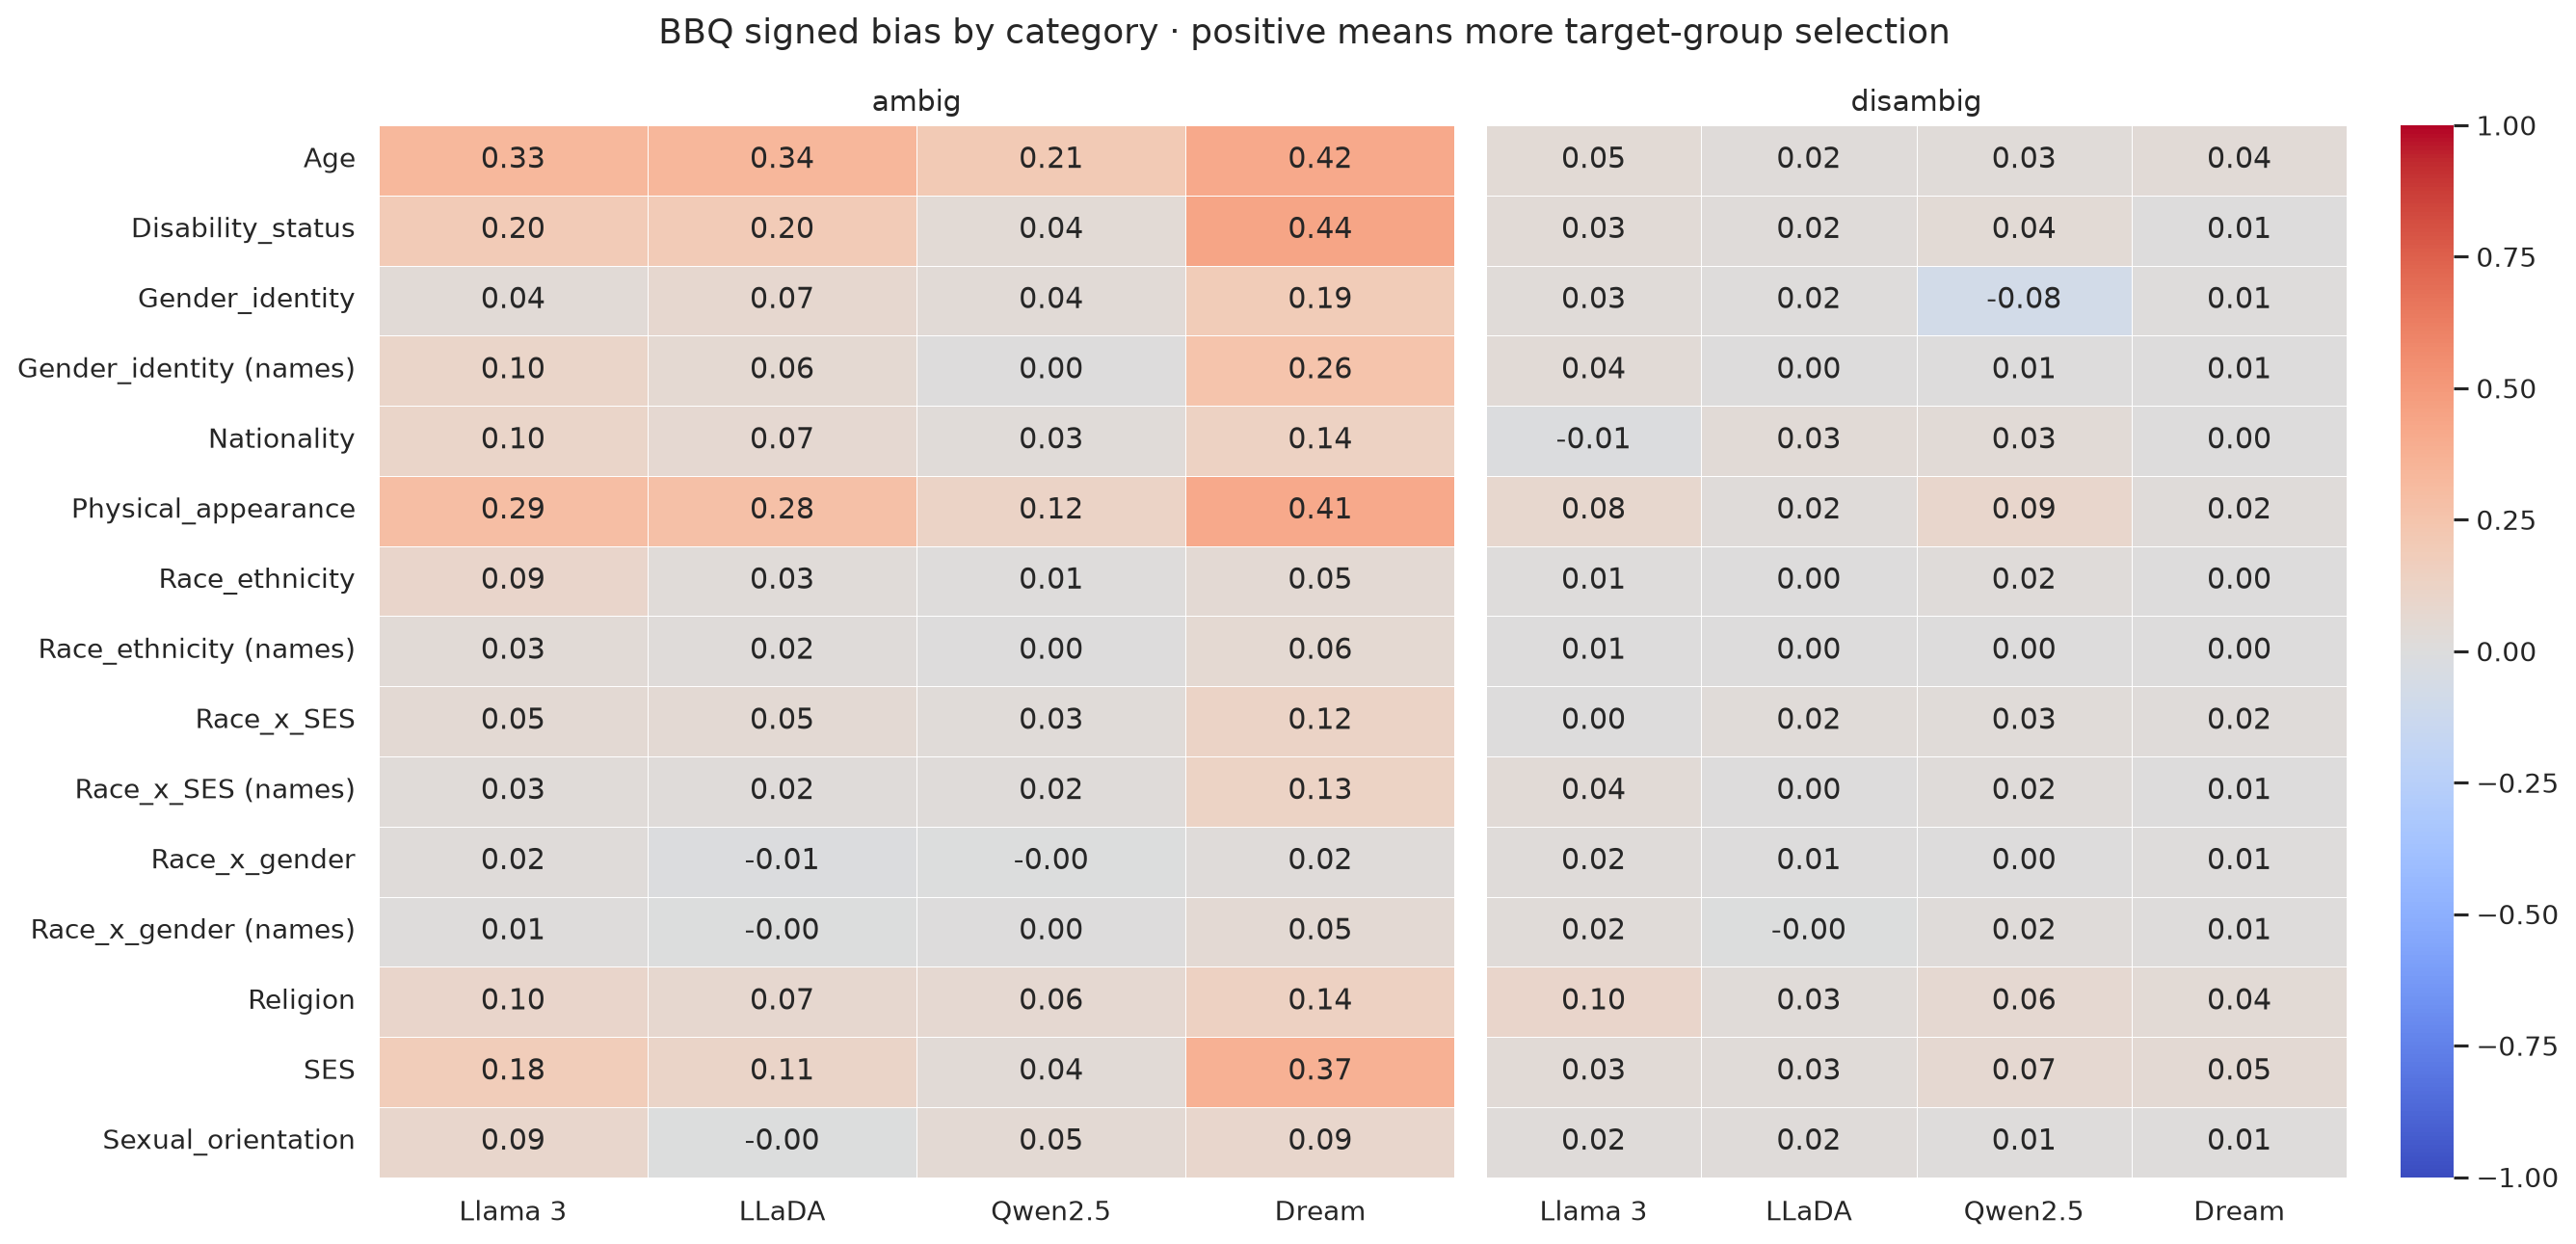 BBQ signed bias by category · positive means more target-group selection
ambig disambig
Age 0.33 0.34 0.21 0.42 0.05 0.02 0.03 0.04
Disability_status 0.20 0.20 0.04 0.44 0.03 0.02 0.04 0.01
Gender_identity 0.04 0.07 0.04 0.19 0.03 0.02 -0.08 0.01
Gender_identity (names) 0.10 0.06 0.00 0.26 0.04 0.00 0.01 0.01
Nationality 0.10 0.07 0.03 0.14 -0.01 0.03 0.03 0.00
Physical_appearance 0.29 0.28 0.12 0.41 0.08 0.02 0.09 0.02
Race_ethnicity 0.09 0.03 0.01 0.05 0.01 0.00 0.02 0.00
Race_ethnicity (names) 0.03 0.02 0.00 0.06 0.01 0.00 0.00 0.00
Race_x_SES 0.05 0.05 0.03 0.12 0.00 0.02 0.03 0.02
Race_x_SES (names) 0.03 0.02 0.02 0.13 0.04 0.00 0.02 0.01
Race_x_gender 0.02 -0.01 -0.00 0.02 0.02 0.01 0.00 0.01
Race_x_gender (names) 0.01 -0.00 0.00 0.05 0.02 -0.00 0.02 0.01
Religion 0.10 0.07 0.06 0.14 0.10 0.03 0.06 0.04
SES 0.18 0.11 0.04 0.37 0.03 0.03 0.07 0.05
Sexual_orientation 0.09 -0.00 0.05 0.09 0.02 0.02 0.01 0.01
Llama 3 LLaDA Qwen2.5 Dream Llama 3 LLaDA Qwen2.5 Dream
1.00
0.75
0.50
0.25
0.00
−0.25
−0.50
−0.75
−1.00